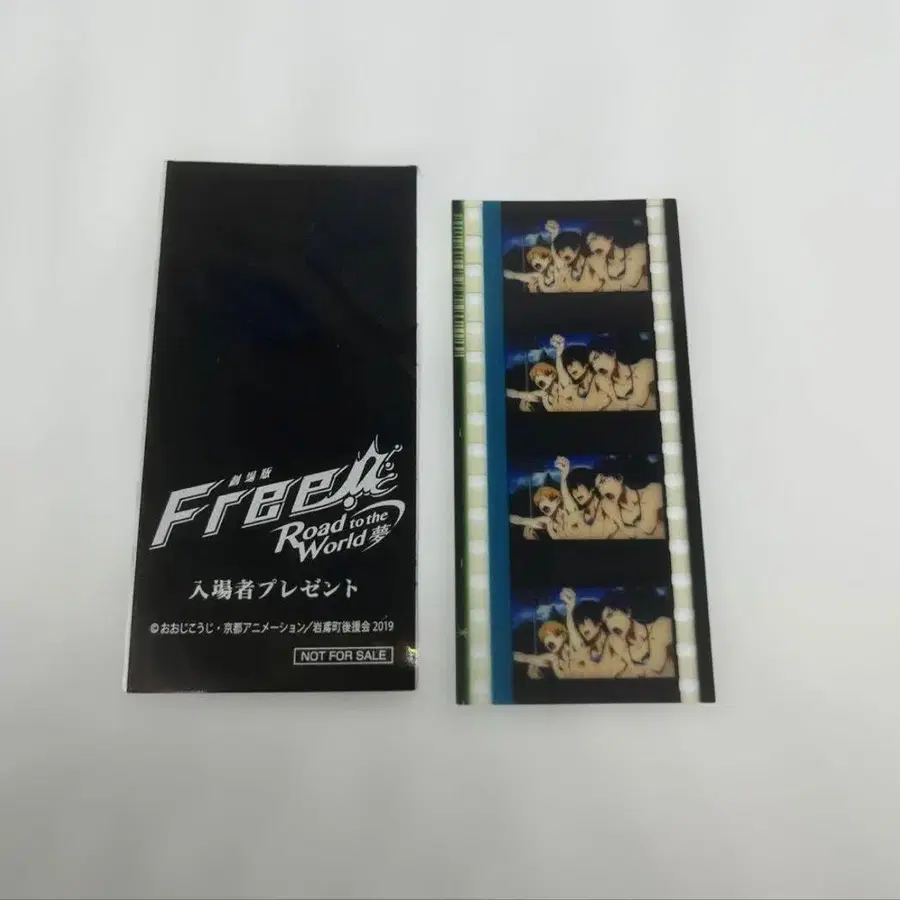 劇場版
Free!
Road to the
World 夢
入場者プレゼント
©おおじこうじ・京都アニメーション/岩鳶町後援会 2019
NOT FOR SALE